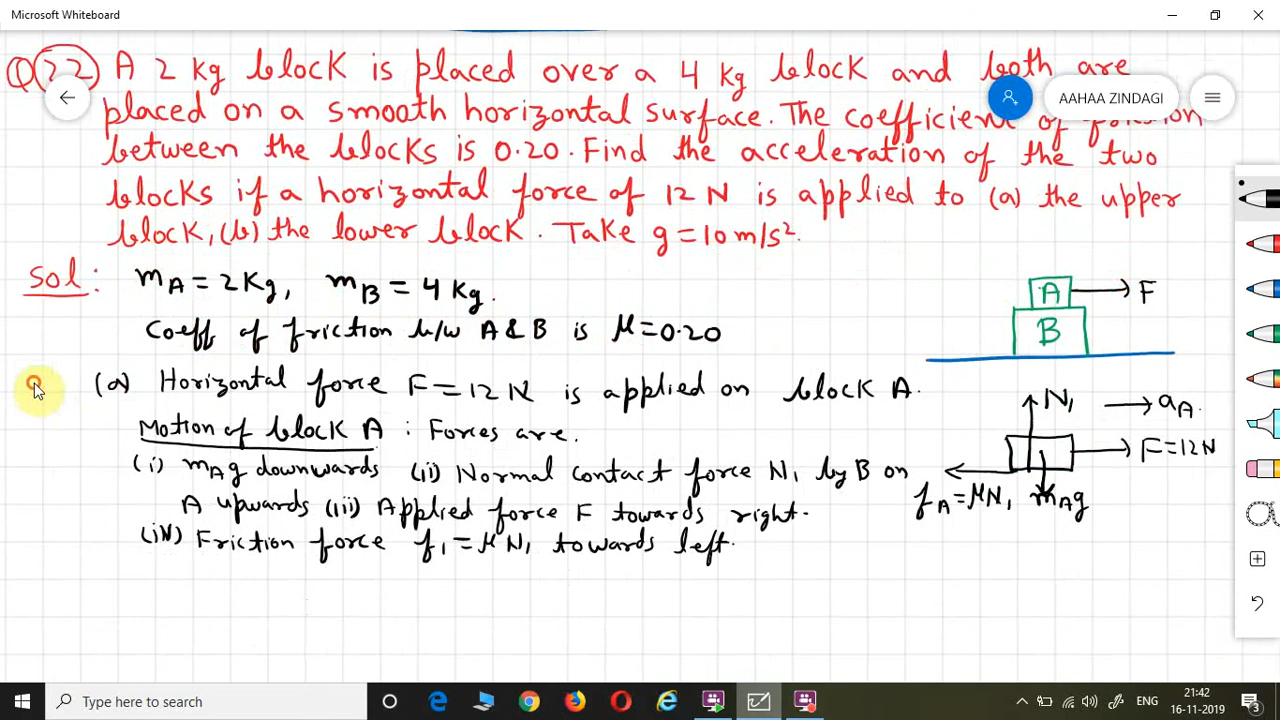 Microsoft Whiteboard
Q 22 A 2 kg block is placed over a 4 kg block and both are
placed on a smooth horizontal surface. The coefficient of friction
between the blocks is 0.20. Find the acceleration of the two
blocks if a horizontal force of 12 N is applied to (a) the upper
block, (b) the lower block. Take g = 10 m/s².
AAHAA ZINDAGI
Sol: mA = 2 Kg, mB = 4 Kg.
Coeff of friction b/w A & B is μ = 0.20
A F
B
(a) Horizontal force F = 12 N is applied on block A.
Motion of block A : Forces are.
(i) mAg downwards (ii) Normal contact force N1 by B on
A upwards (iii) Applied force F towards right.
(iv) Friction force f1 = μN1 towards left.
N1 aA.
F = 12N
fA = μN1 mAg
Type here to search
ENG
21:42
16-11-2019
3